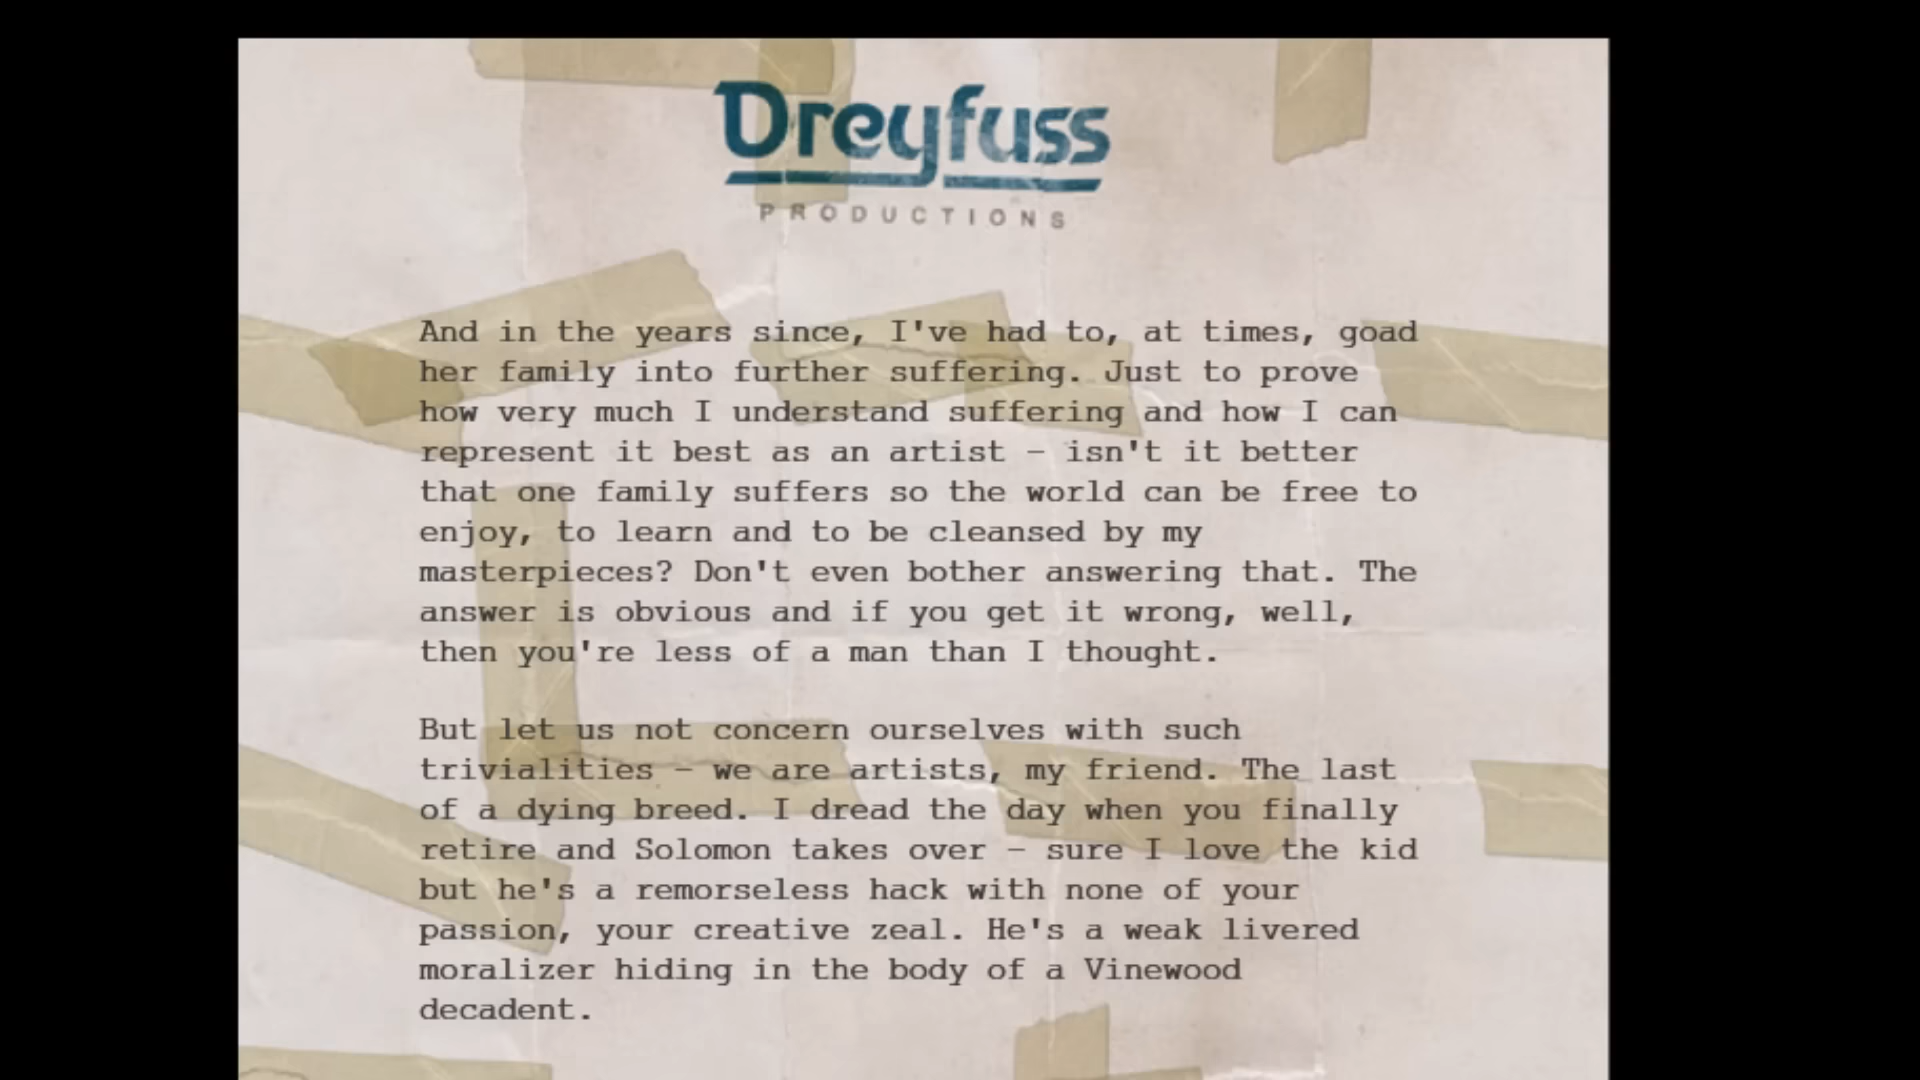 Dreyfuss
PRODUCTIONS
And in the years since, I've had to, at times, goad
her family into further suffering. Just to prove
how very much I understand suffering and how I can
represent it best as an artist – isn't it better
that one family suffers so the world can be free to
enjoy, to learn and to be cleansed by my
masterpieces? Don't even bother answering that. The
answer is obvious and if you get it wrong, well,
then you're less of a man than I thought.
But let us not concern ourselves with such
trivialities – we are artists, my friend. The last
of a dying breed. I dread the day when you finally
retire and Solomon takes over – sure I love the kid
but he's a remorseless hack with none of your
passion, your creative zeal. He's a weak livered
moralizer hiding in the body of a Vinewood
decadent.